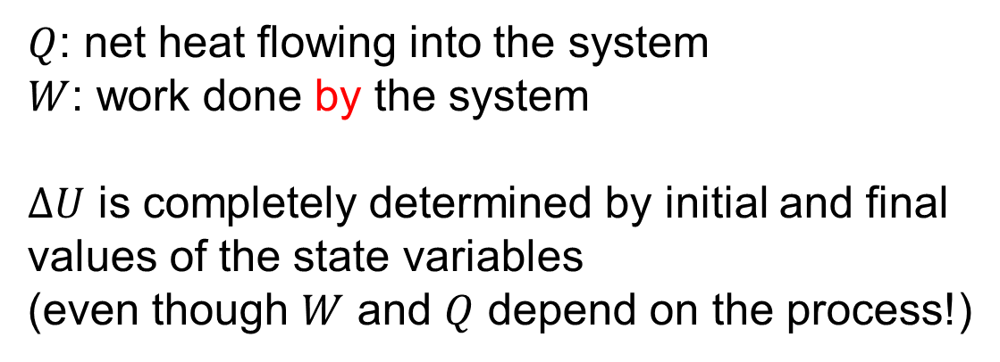 Q: net heat flowing into the system
W: work done by the system
ΔU is completely determined by initial and final
values of the state variables
(even though W and Q depend on the process!)